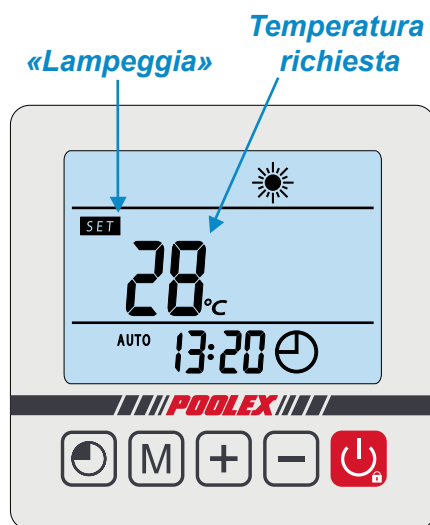 Temperatura
«Lampeggia» richiesta
SET
28°C
AUTO 13:20
POOLEX
M + −